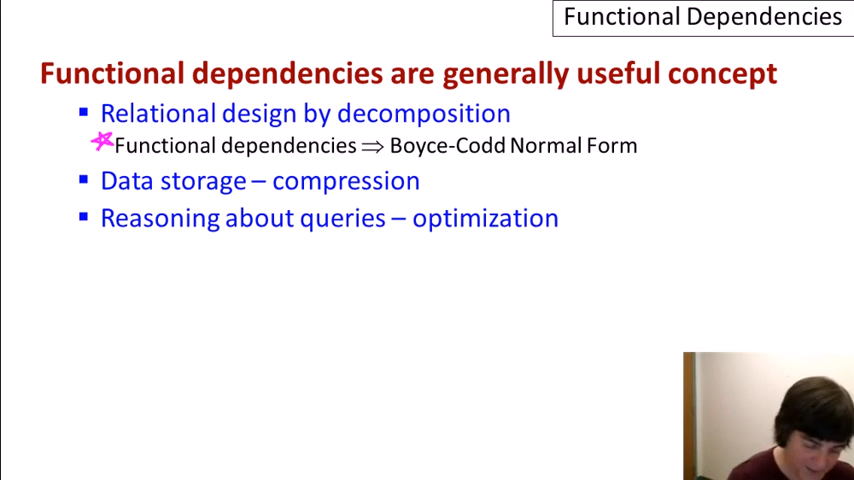 Functional Dependencies
Functional dependencies are generally useful concept
▪ Relational design by decomposition
Functional dependencies ⇒ Boyce-Codd Normal Form
▪ Data storage – compression
▪ Reasoning about queries – optimization